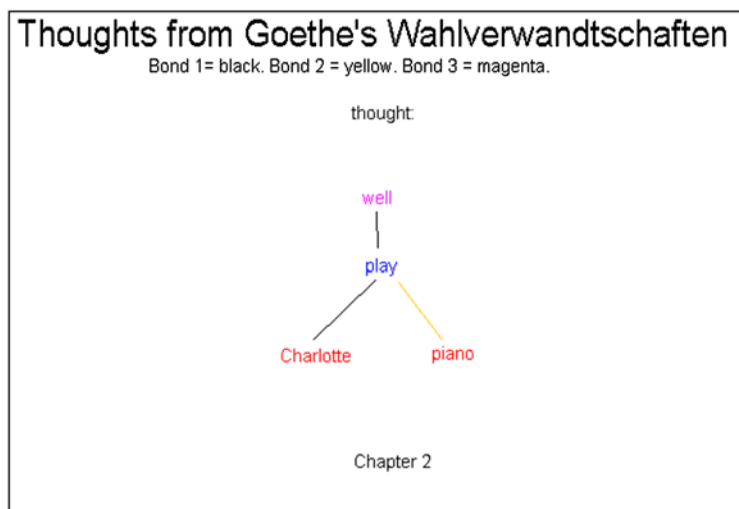 Thoughts from Goethe's Wahlverwandtschaften
Bond 1= black. Bond 2 = yellow. Bond 3 = magenta.
thought:
well
play
Charlotte piano
Chapter 2